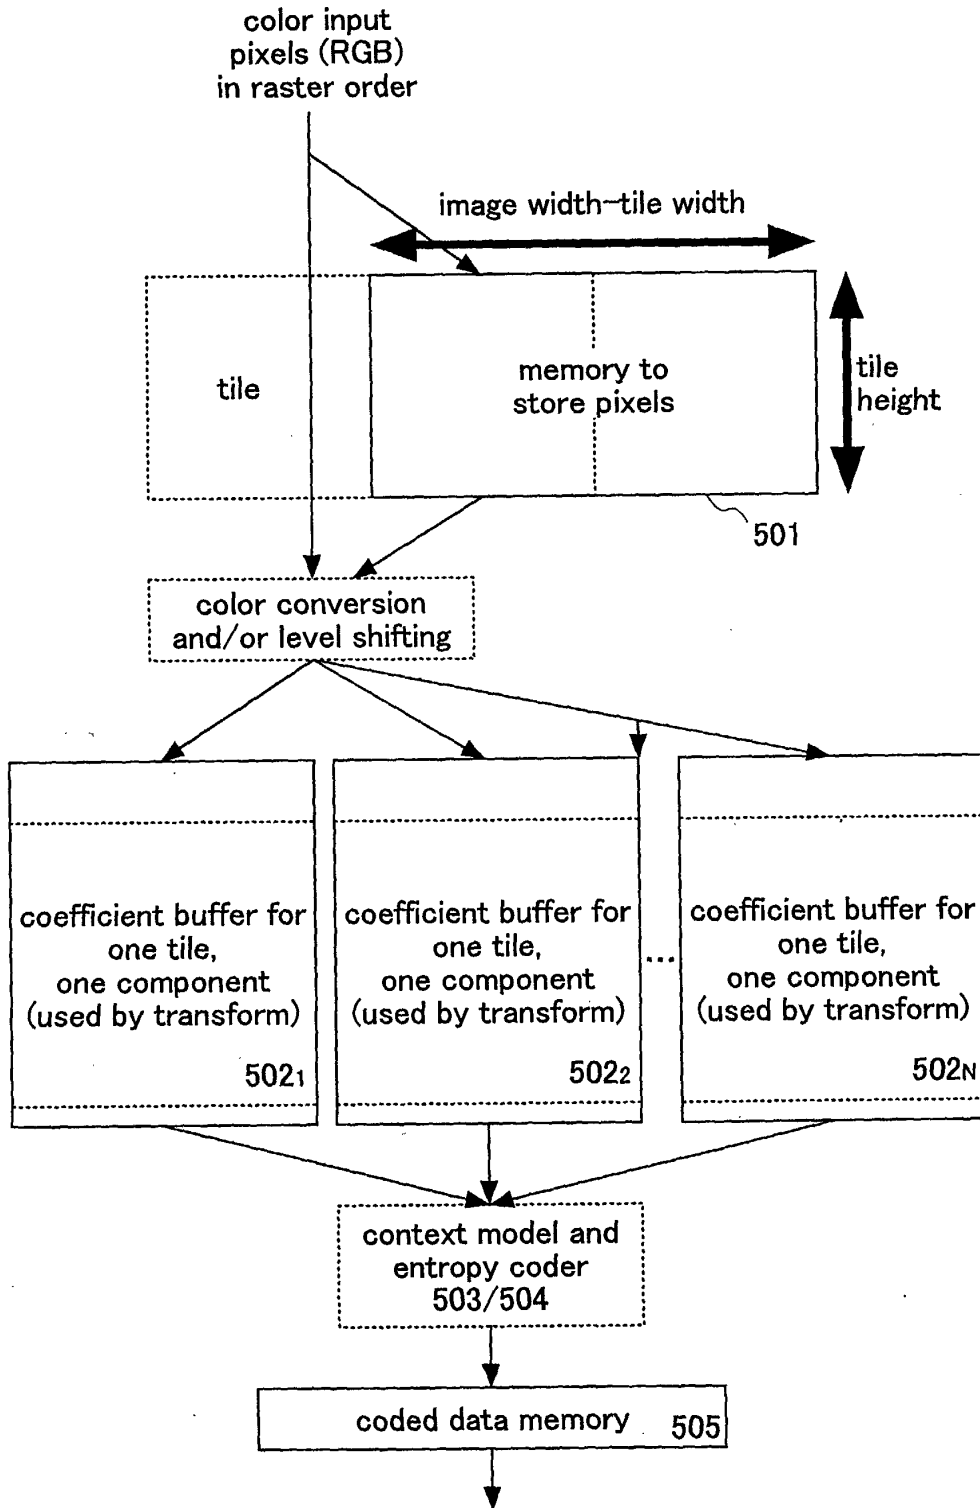 color input
pixels (RGB)
in raster order
image width-tile width
tile
memory to
store pixels
tile
height
501
color conversion
and/or level shifting
coefficient buffer for
one tile,
one component
(used by transform)
502₁
coefficient buffer for
one tile,
one component
(used by transform)
502₂
...
coefficient buffer for
one tile,
one component
(used by transform)
502N
context model and
entropy coder
503/504
coded data memory 505